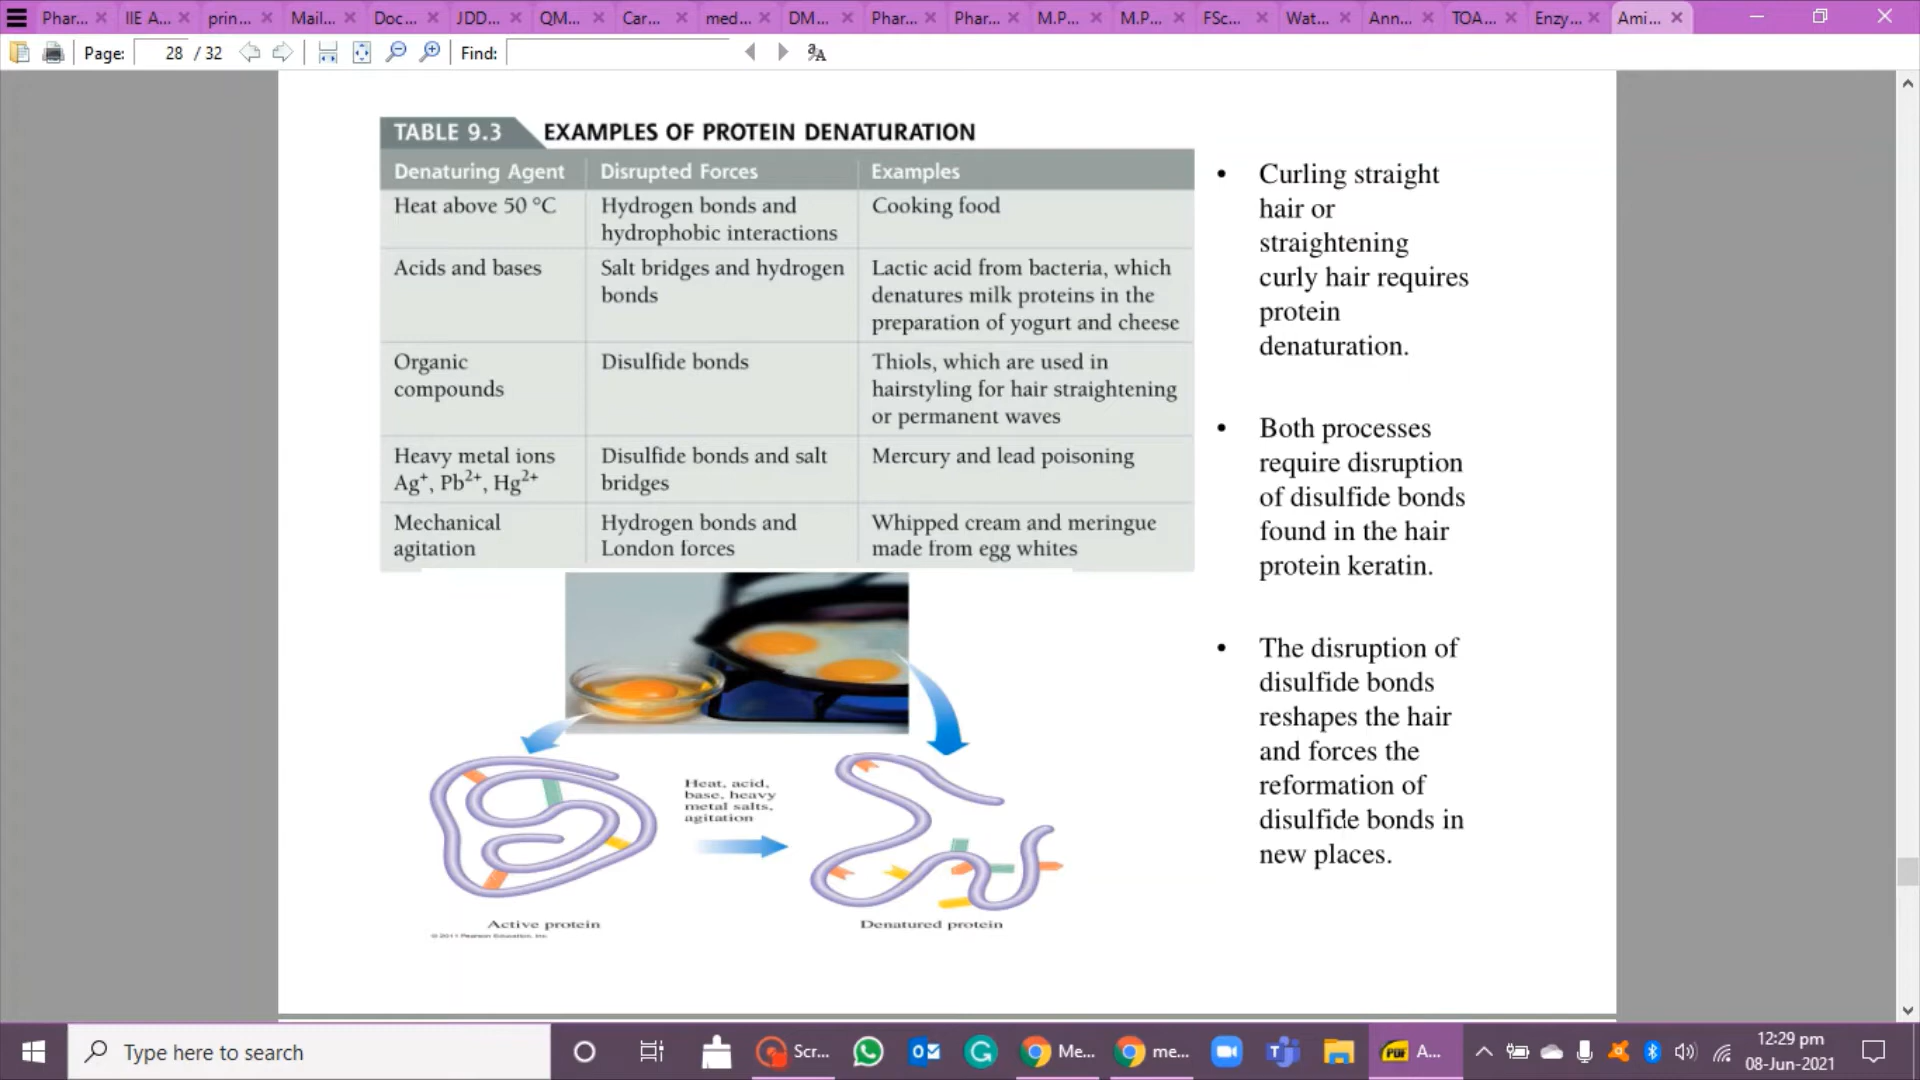 Phar... IIE A... prin... Mail... Doc... JDD... QM... Car... med... DM... Phar... Phar... M.P... M.P... FSc... Wat... Ann... TOA... Enzy... Ami...
Page: 28 / 32 Find:
TABLE 9.3 EXAMPLES OF PROTEIN DENATURATION
Denaturing Agent Disrupted Forces Examples
Heat above 50 °C Hydrogen bonds and Cooking food
hydrophobic interactions
Acids and bases Salt bridges and hydrogen Lactic acid from bacteria, which
bonds denatures milk proteins in the
preparation of yogurt and cheese
Organic Disulfide bonds Thiols, which are used in
compounds hairstyling for hair straightening
or permanent waves
Heavy metal ions Disulfide bonds and salt Mercury and lead poisoning
Ag⁺, Pb²⁺, Hg²⁺ bridges
Mechanical Hydrogen bonds and Whipped cream and meringue
agitation London forces made from egg whites
• Curling straight
hair or
straightening
curly hair requires
protein
denaturation.
• Both processes
require disruption
of disulfide bonds
found in the hair
protein keratin.
• The disruption of
disulfide bonds
reshapes the hair
and forces the
reformation of
disulfide bonds in
new places.
Heat, acid,
base, heavy
metal salts,
agitation
Active protein Denatured protein
© 2011 Pearson Education, Inc.
Type here to search
Scr... Me... me... A...
12:29 pm
08-Jun-2021